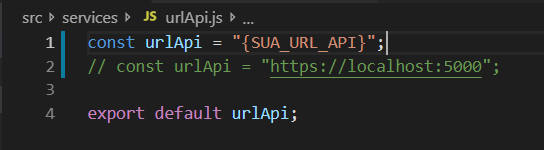 src > services > JS urlApi.js > ...
1 const urlApi = "{SUA_URL_API}";
2 // const urlApi = "https://localhost:5000";
3
4 export default urlApi;